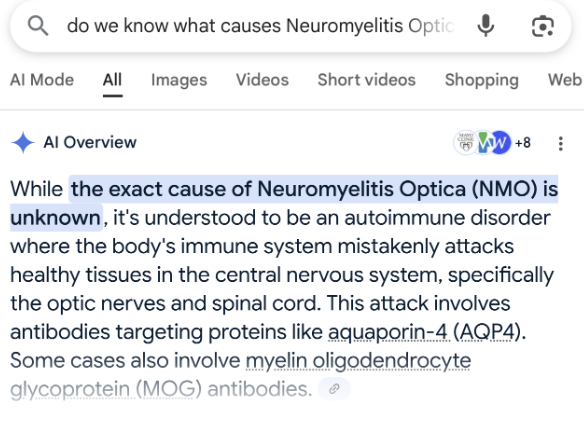 do we know what causes Neuromyelitis Optic
AI Mode All Images Videos Short videos Shopping Web
AI Overview +8
While the exact cause of Neuromyelitis Optica (NMO) is
unknown, it's understood to be an autoimmune disorder
where the body's immune system mistakenly attacks
healthy tissues in the central nervous system, specifically
the optic nerves and spinal cord. This attack involves
antibodies targeting proteins like aquaporin-4 (AQP4).
Some cases also involve myelin oligodendrocyte
glycoprotein (MOG) antibodies.